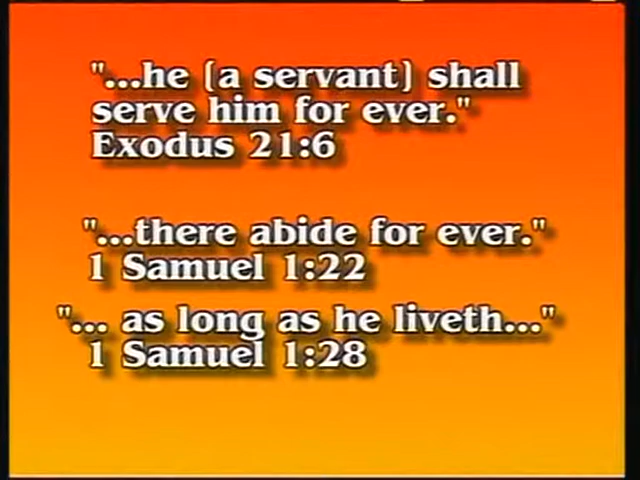 "...he (a servant) shall
serve him for ever."
Exodus 21:6
"...there abide for ever."
1 Samuel 1:22
"... as long as he liveth..."
1 Samuel 1:28